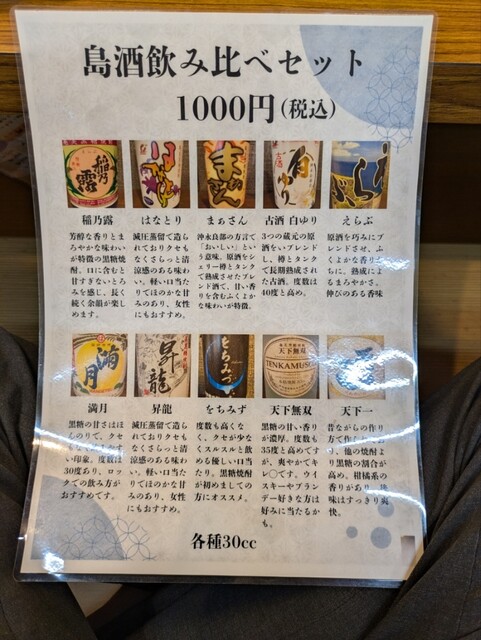 島酒飲み比べセット
1000円(税込)
稲乃露
はなとり
まぁさん
古酒 白ゆり
えらぶ
芳醇な香りとま
ろやかな味わい
が特徴の黒糖焼
酎。口に含むと
甘すぎないとろ
みを感じ、長く
続く余韻が楽し
めます。
減圧蒸留で造ら
れておりクセも
なくさらっと清
涼感のある味わ
い。軽い口当た
りでほのかな甘
みのあり、女性
にもおすすめ。
沖永良部の方言で
「おいしい」とい
う意味。原酒をシ
ェリー樽とタンク
で熟成させたブレ
ンド酒で、甘い香
りを含むふくよか
な味わいが特徴。
3つの蔵元の原
酒をいブレンド
し、樽とタンク
で長期熟成され
た古酒。度数は
40度と高め。
原酒を巧みにブ
レンドさせ、ふ
くよかな香りが
ちに、熟成によ
るまろやかさ。
伸びのある香味
満月
昇龍
をちみず
天下無双
天下一
黒糖の甘さはほ
のりで、クセ
もなく
すい印象。度数は
30度あり、ロッ
クでの飲み方が
おすすめです。
減圧蒸留で造ら
れておりクセも
なくさらっと清
涼感のある味わ
い。軽い口当た
りでほのかな甘
みのあり、女性
にもおすすめ。
度数も高くな
く、クセが少な
くスルスルと飲
める優しい口当
たり。黒糖焼酎
が初めましての
方にオススメ。
黒糖の甘い香り
が濃厚。度数も
35度と高めです
が、爽やかでキ
レ〇です。ウイ
スキーやブラン
デー好きな方は
好みに当たるか
も。
昔ながらの作り
方で作
り、他の焼酎よ
り黒糖の割合が
高め。柑橘系の
香りがあり、後
味はすっきり爽
快。
TENKAMUSO
各種30cc